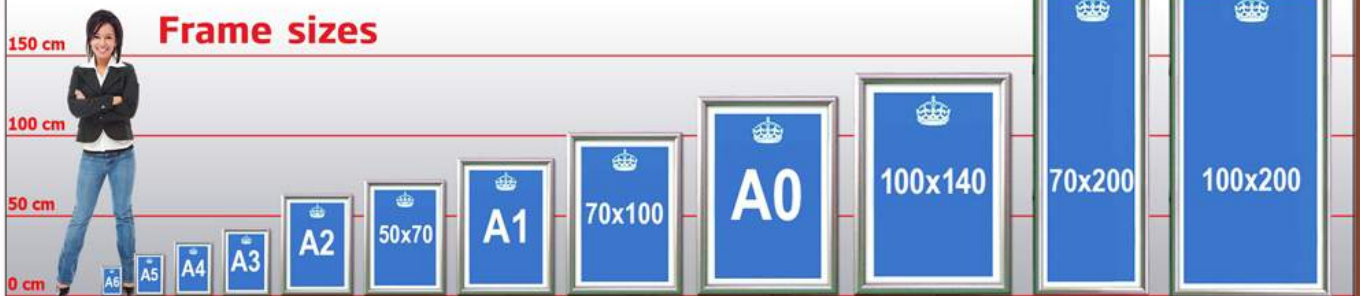 Frame sizes
150 cm
100 cm
50 cm
0 cm
A6
A5
A4
A3
A2
50x70
A1
70x100
A0
100x140
70x200
100x200